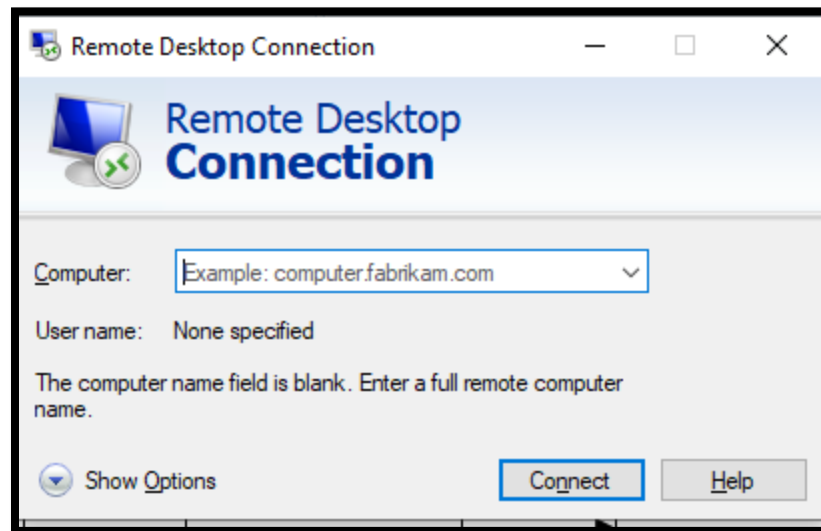 Remote Desktop Connection
Remote Desktop
Connection
Computer: Example: computer.fabrikam.com
User name: None specified
The computer name field is blank. Enter a full remote computer
name.
Show Options Connect Help